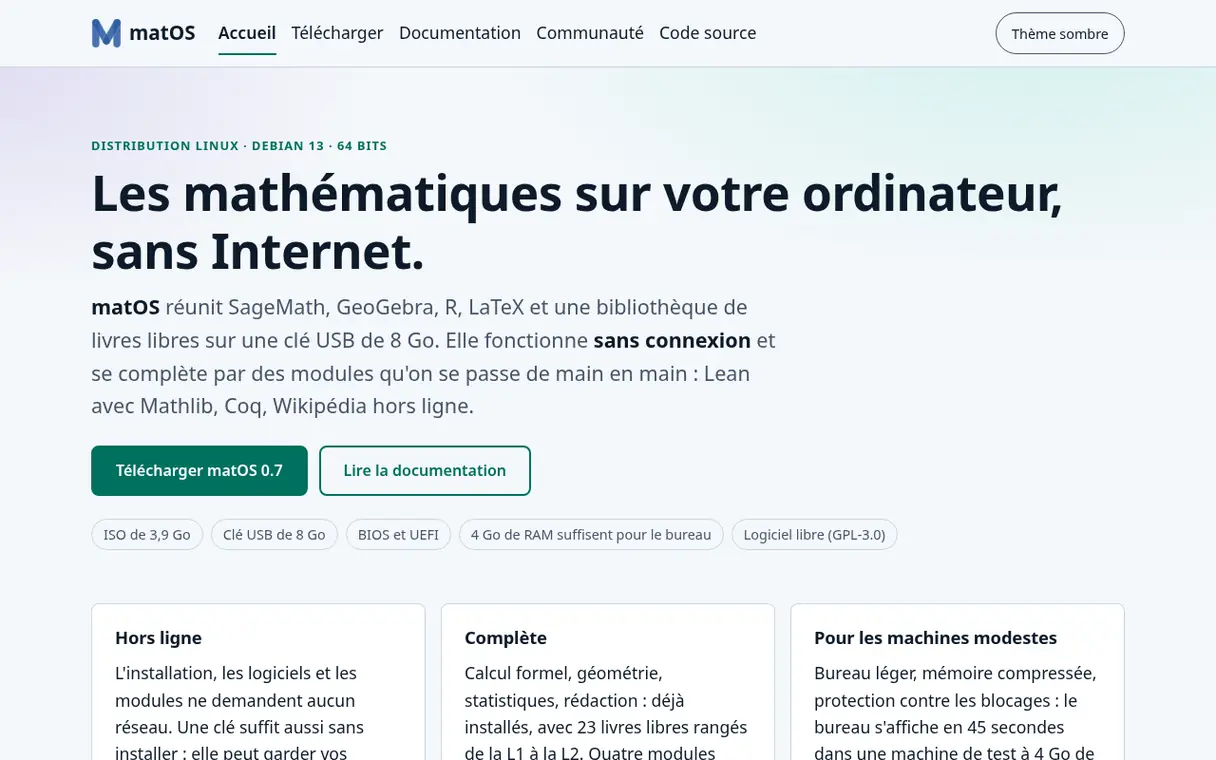 matOS
Accueil
Télécharger
Documentation
Communauté
Code source
Thème sombre
DISTRIBUTION LINUX · DEBIAN 13 · 64 BITS
Les mathématiques sur votre ordinateur,
sans Internet.
matOS réunit SageMath, GeoGebra, R, LaTeX et une bibliothèque de
livres libres sur une clé USB de 8 Go. Elle fonctionne sans connexion et
se complète par des modules qu'on se passe de main en main : Lean
avec Mathlib, Coq, Wikipédia hors ligne.
Télécharger matOS 0.7
Lire la documentation
ISO de 3,9 Go
Clé USB de 8 Go
BIOS et UEFI
4 Go de RAM suffisent pour le bureau
Logiciel libre (GPL-3.0)
Hors ligne
L'installation, les logiciels et les
modules ne demandent aucun
réseau. Une clé suffit aussi sans
installer : elle peut garder vos
Complète
Calcul formel, géométrie,
statistiques, rédaction : déjà
installés, avec 23 livres libres rangés
de la L1 à la L2. Quatre modules
Pour les machines modestes
Bureau léger, mémoire compressée,
protection contre les blocages : le
bureau s'affiche en 45 secondes
dans une machine de test à 4 Go de